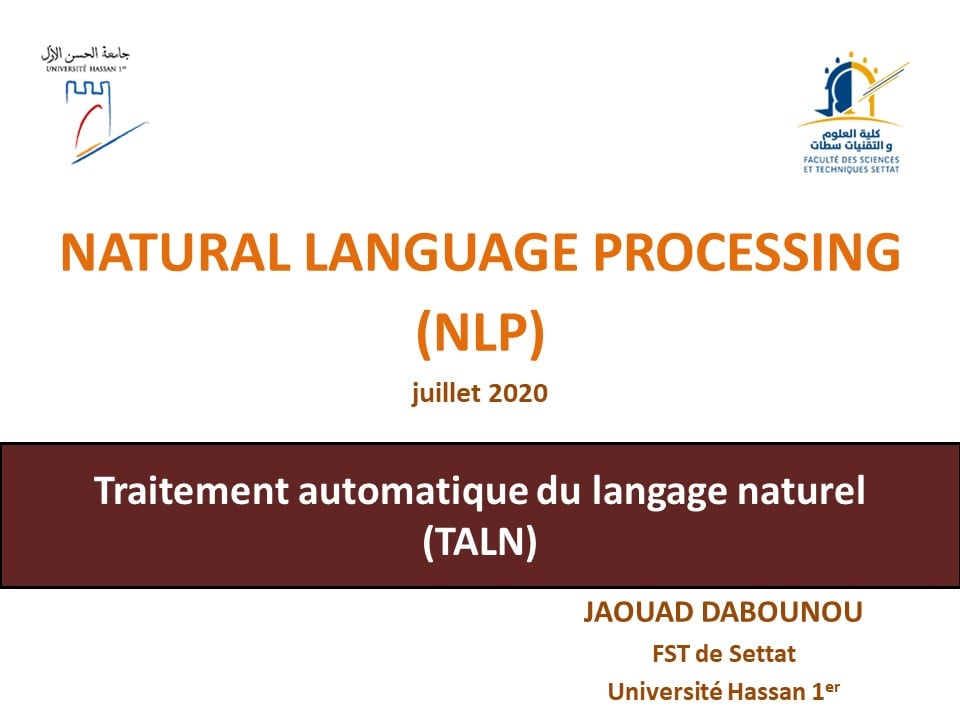 جامعة الحسن الأول
UNIVERSITÉ HASSAN 1er
كلية العلوم
و التقنيات سطات
FACULTÉ DES SCIENCES
ET TECHNIQUES SETTAT
NATURAL LANGUAGE PROCESSING
(NLP)
juillet 2020
Traitement automatique du langage naturel
(TALN)
JAOUAD DABOUNOU
FST de Settat
Université Hassan 1er